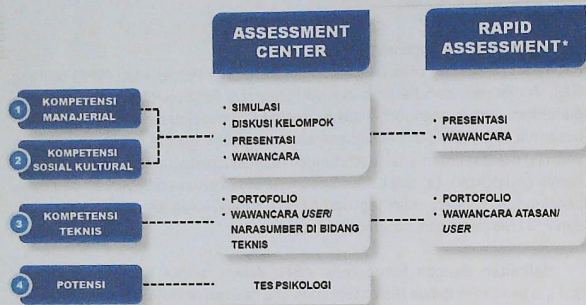 ASSESSMENT
CENTER
RAPID
ASSESSMENT*
1
KOMPETENSI
MANAJERIAL
2
KOMPETENSI
SOSIAL KULTURAL
• SIMULASI
• DISKUSI KELOMPOK
• PRESENTASI
• WAWANCARA
• PRESENTASI
• WAWANCARA
3
KOMPETENSI
TEKNIS
• PORTOFOLIO
• WAWANCARA USER/
NARASUMBER DI BIDANG
TEKNIS
• PORTOFOLIO
• WAWANCARA ATASAN/
USER
4
POTENSI
TES PSIKOLOGI